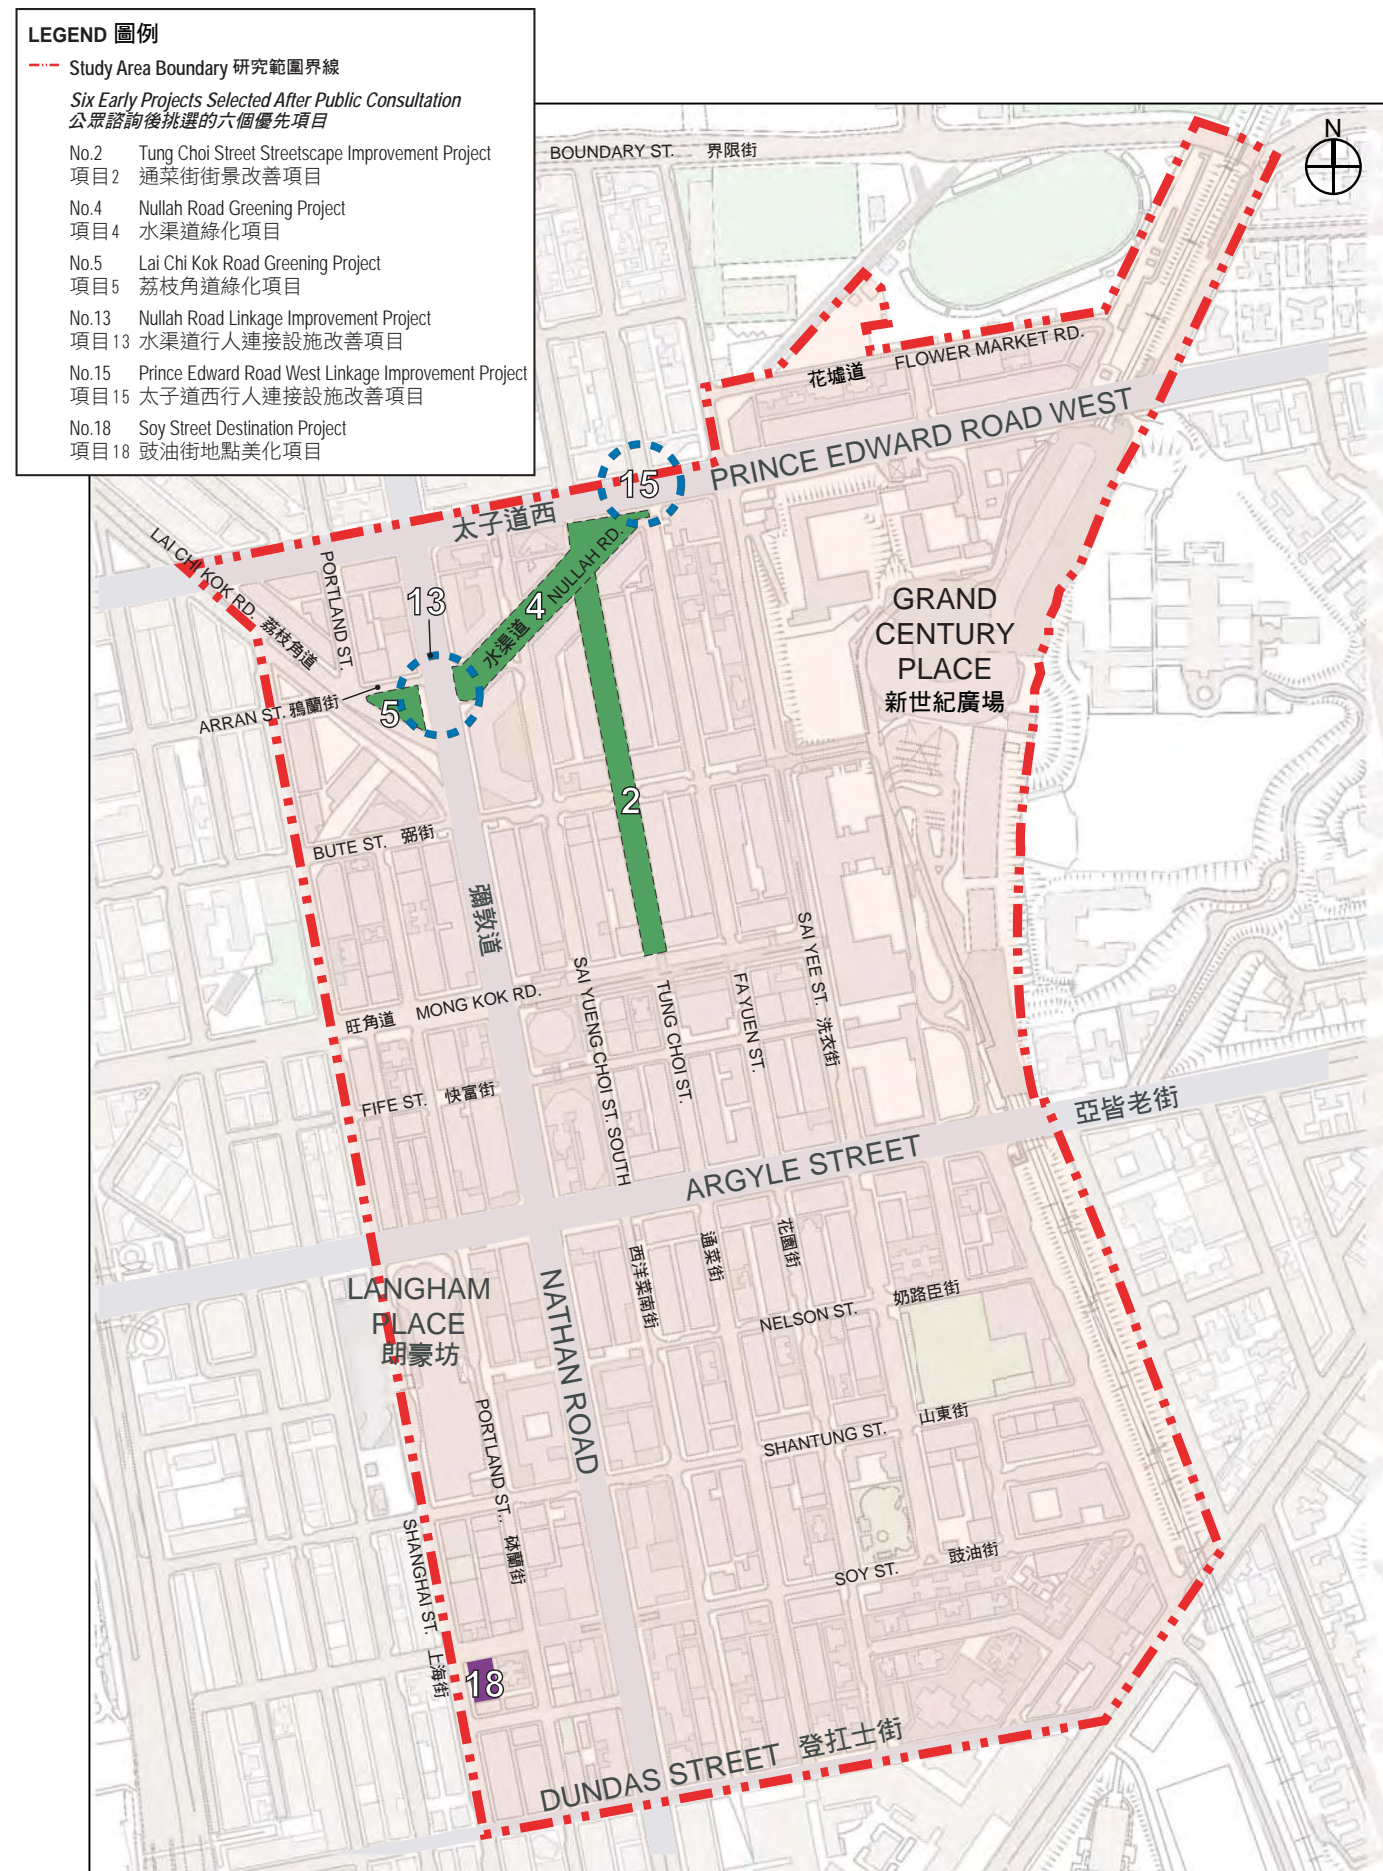 LEGEND 圖例
Study Area Boundary 研究範圍界線
Six Early Projects Selected After Public Consultation
公眾諮詢後挑選的六個優先項目
No.2 Tung Choi Street Streetscape Improvement Project
項目2 通菜街街景改善項目
No.4 Nullah Road Greening Project
項目4 水渠道綠化項目
No.5 Lai Chi Kok Road Greening Project
項目5 荔枝角道綠化項目
No.13 Nullah Road Linkage Improvement Project
項目13 水渠道行人連接設施改善項目
No.15 Prince Edward Road West Linkage Improvement Project
項目15 太子道西行人連接設施改善項目
No.18 Soy Street Destination Project
項目18 豉油街地點美化項目
N
BOUNDARY ST. 界限街
花墟道 FLOWER MARKET RD.
太子道西 PRINCE EDWARD ROAD WEST
15
LAI CHI KOK RD. 荔枝角道
PORTLAND ST.
13
4
水渠道 NULLAH RD.
GRAND
CENTURY
PLACE
新世紀廣場
ARRAN ST. 鴉蘭街
5
2
BUTE ST. 弼街
彌敦道
旺角道 MONG KOK RD.
SAI YUENG CHOI ST. SOUTH
TUNG CHOI ST.
FA YUEN ST.
SAI YEE ST. 洗衣街
FIFE ST. 快富街
ARGYLE STREET 亞皆老街
LANGHAM
PLACE
朗豪坊
NATHAN ROAD
西洋菜南街
通菜街
花園街
NELSON ST. 奶路臣街
PORTLAND ST.. 砵蘭街
SHANTUNG ST. 山東街
SHANGHAI ST. 上海街
SOY ST. 豉油街
18
DUNDAS STREET 登打士街